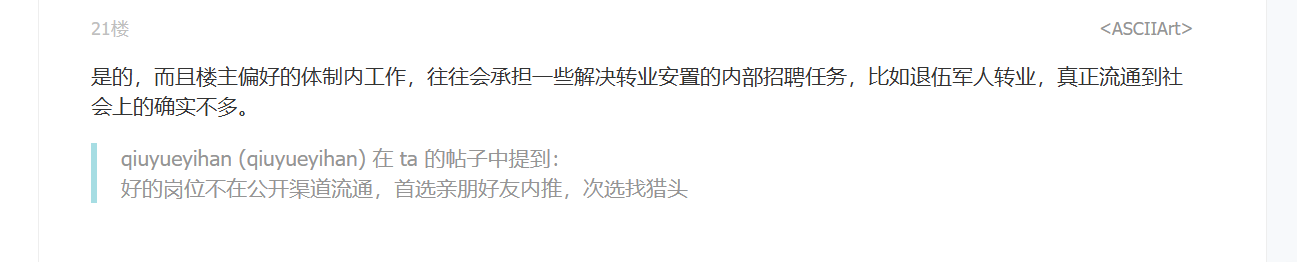 21楼
<ASCIIArt>
是的，而且楼主偏好的体制内工作，往往会承担一些解决转业安置的内部招聘任务，比如退伍军人转业，真正流通到社
会上的确实不多。
qiuyueyihan (qiuyueyihan) 在 ta 的帖子中提到：
好的岗位不在公开渠道流通，首选亲朋好友内推，次选找猎头